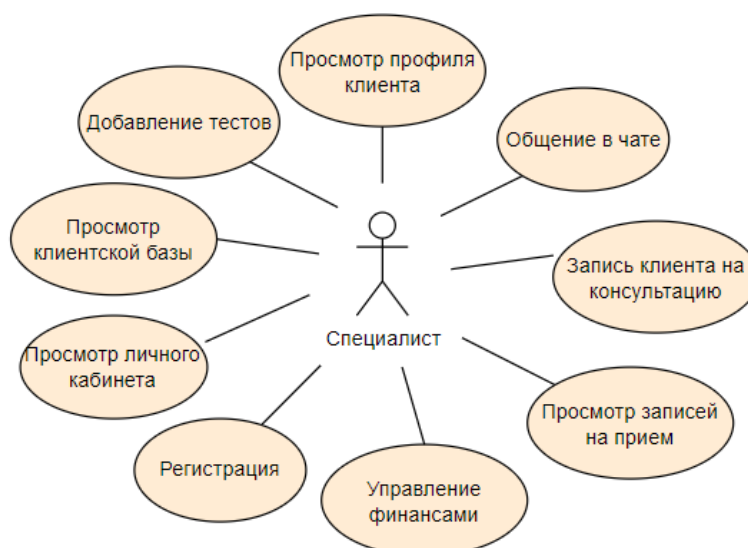 Просмотр профиля
клиента
Добавление тестов
Общение в чате
Просмотр
клиентской базы
Запись клиента на
консультацию
Специалист
Просмотр личного
кабинета
Просмотр записей
на прием
Регистрация
Управление
финансами